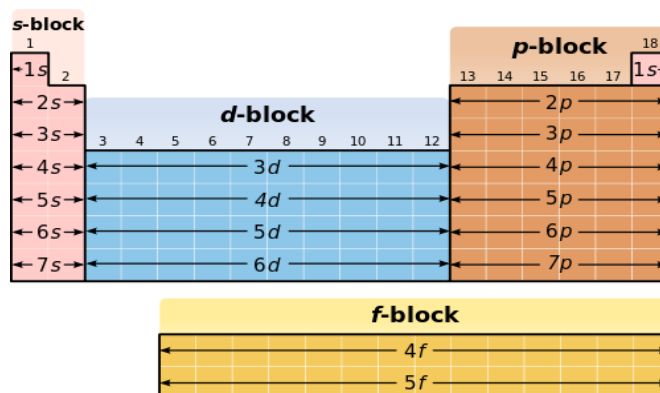 s-block
1 18
p-block
1s 2 13 14 15 16 17 1s
2s 2p
d-block
3s 3 4 5 6 7 8 9 10 11 12 3p
4s 3d 4p
5s 4d 5p
6s 5d 6p
7s 6d 7p
f-block
4f
5f